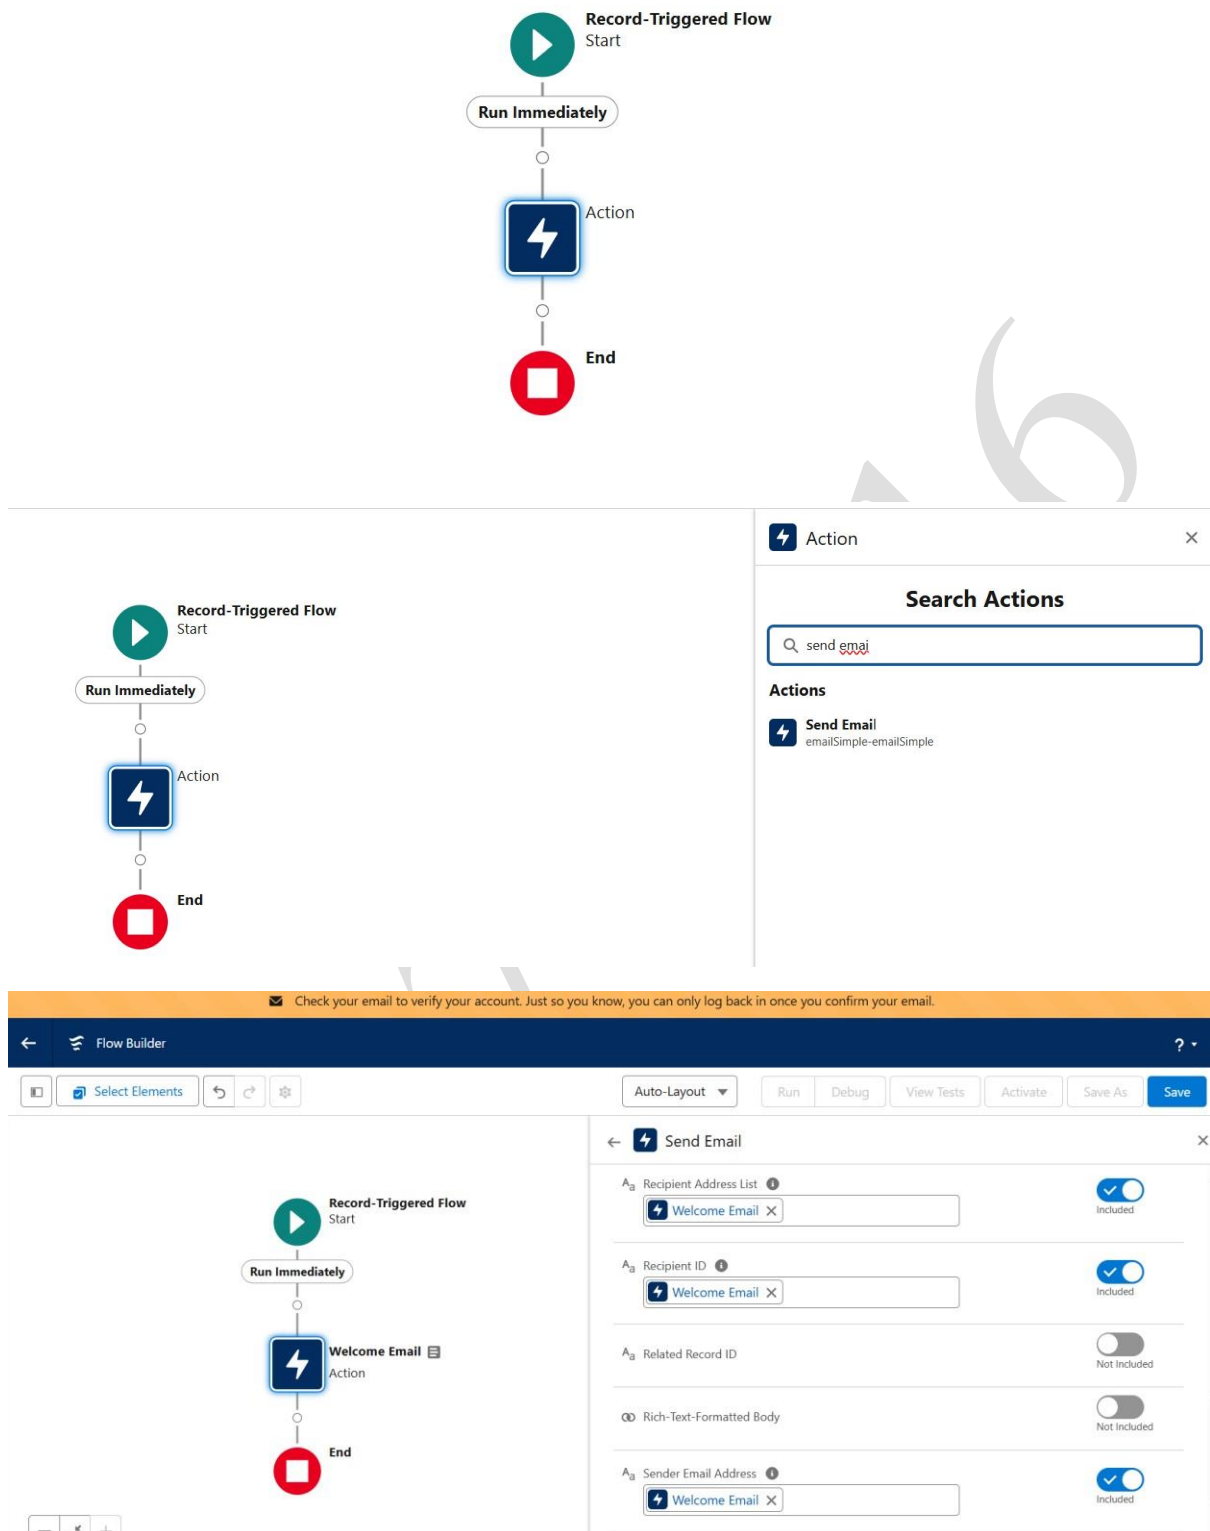 Record-Triggered Flow
Start
Run Immediately
Action
End
Action
Search Actions
send emai
Actions
Send Email
emailSimple-emailSimple
Record-Triggered Flow
Start
Run Immediately
Action
End
Check your email to verify your account. Just so you know, you can only log back in once you confirm your email.
Flow Builder
?
Select Elements
Auto-Layout
Run
Debug
View Tests
Activate
Save As
Save
Send Email
Record-Triggered Flow
Start
Run Immediately
Welcome Email
Action
End
Aa Recipient Address List
Welcome Email
Included
Aa Recipient ID
Welcome Email
Included
Aa Related Record ID
Not Included
Rich-Text-Formatted Body
Not Included
Aa Sender Email Address
Welcome Email
Included